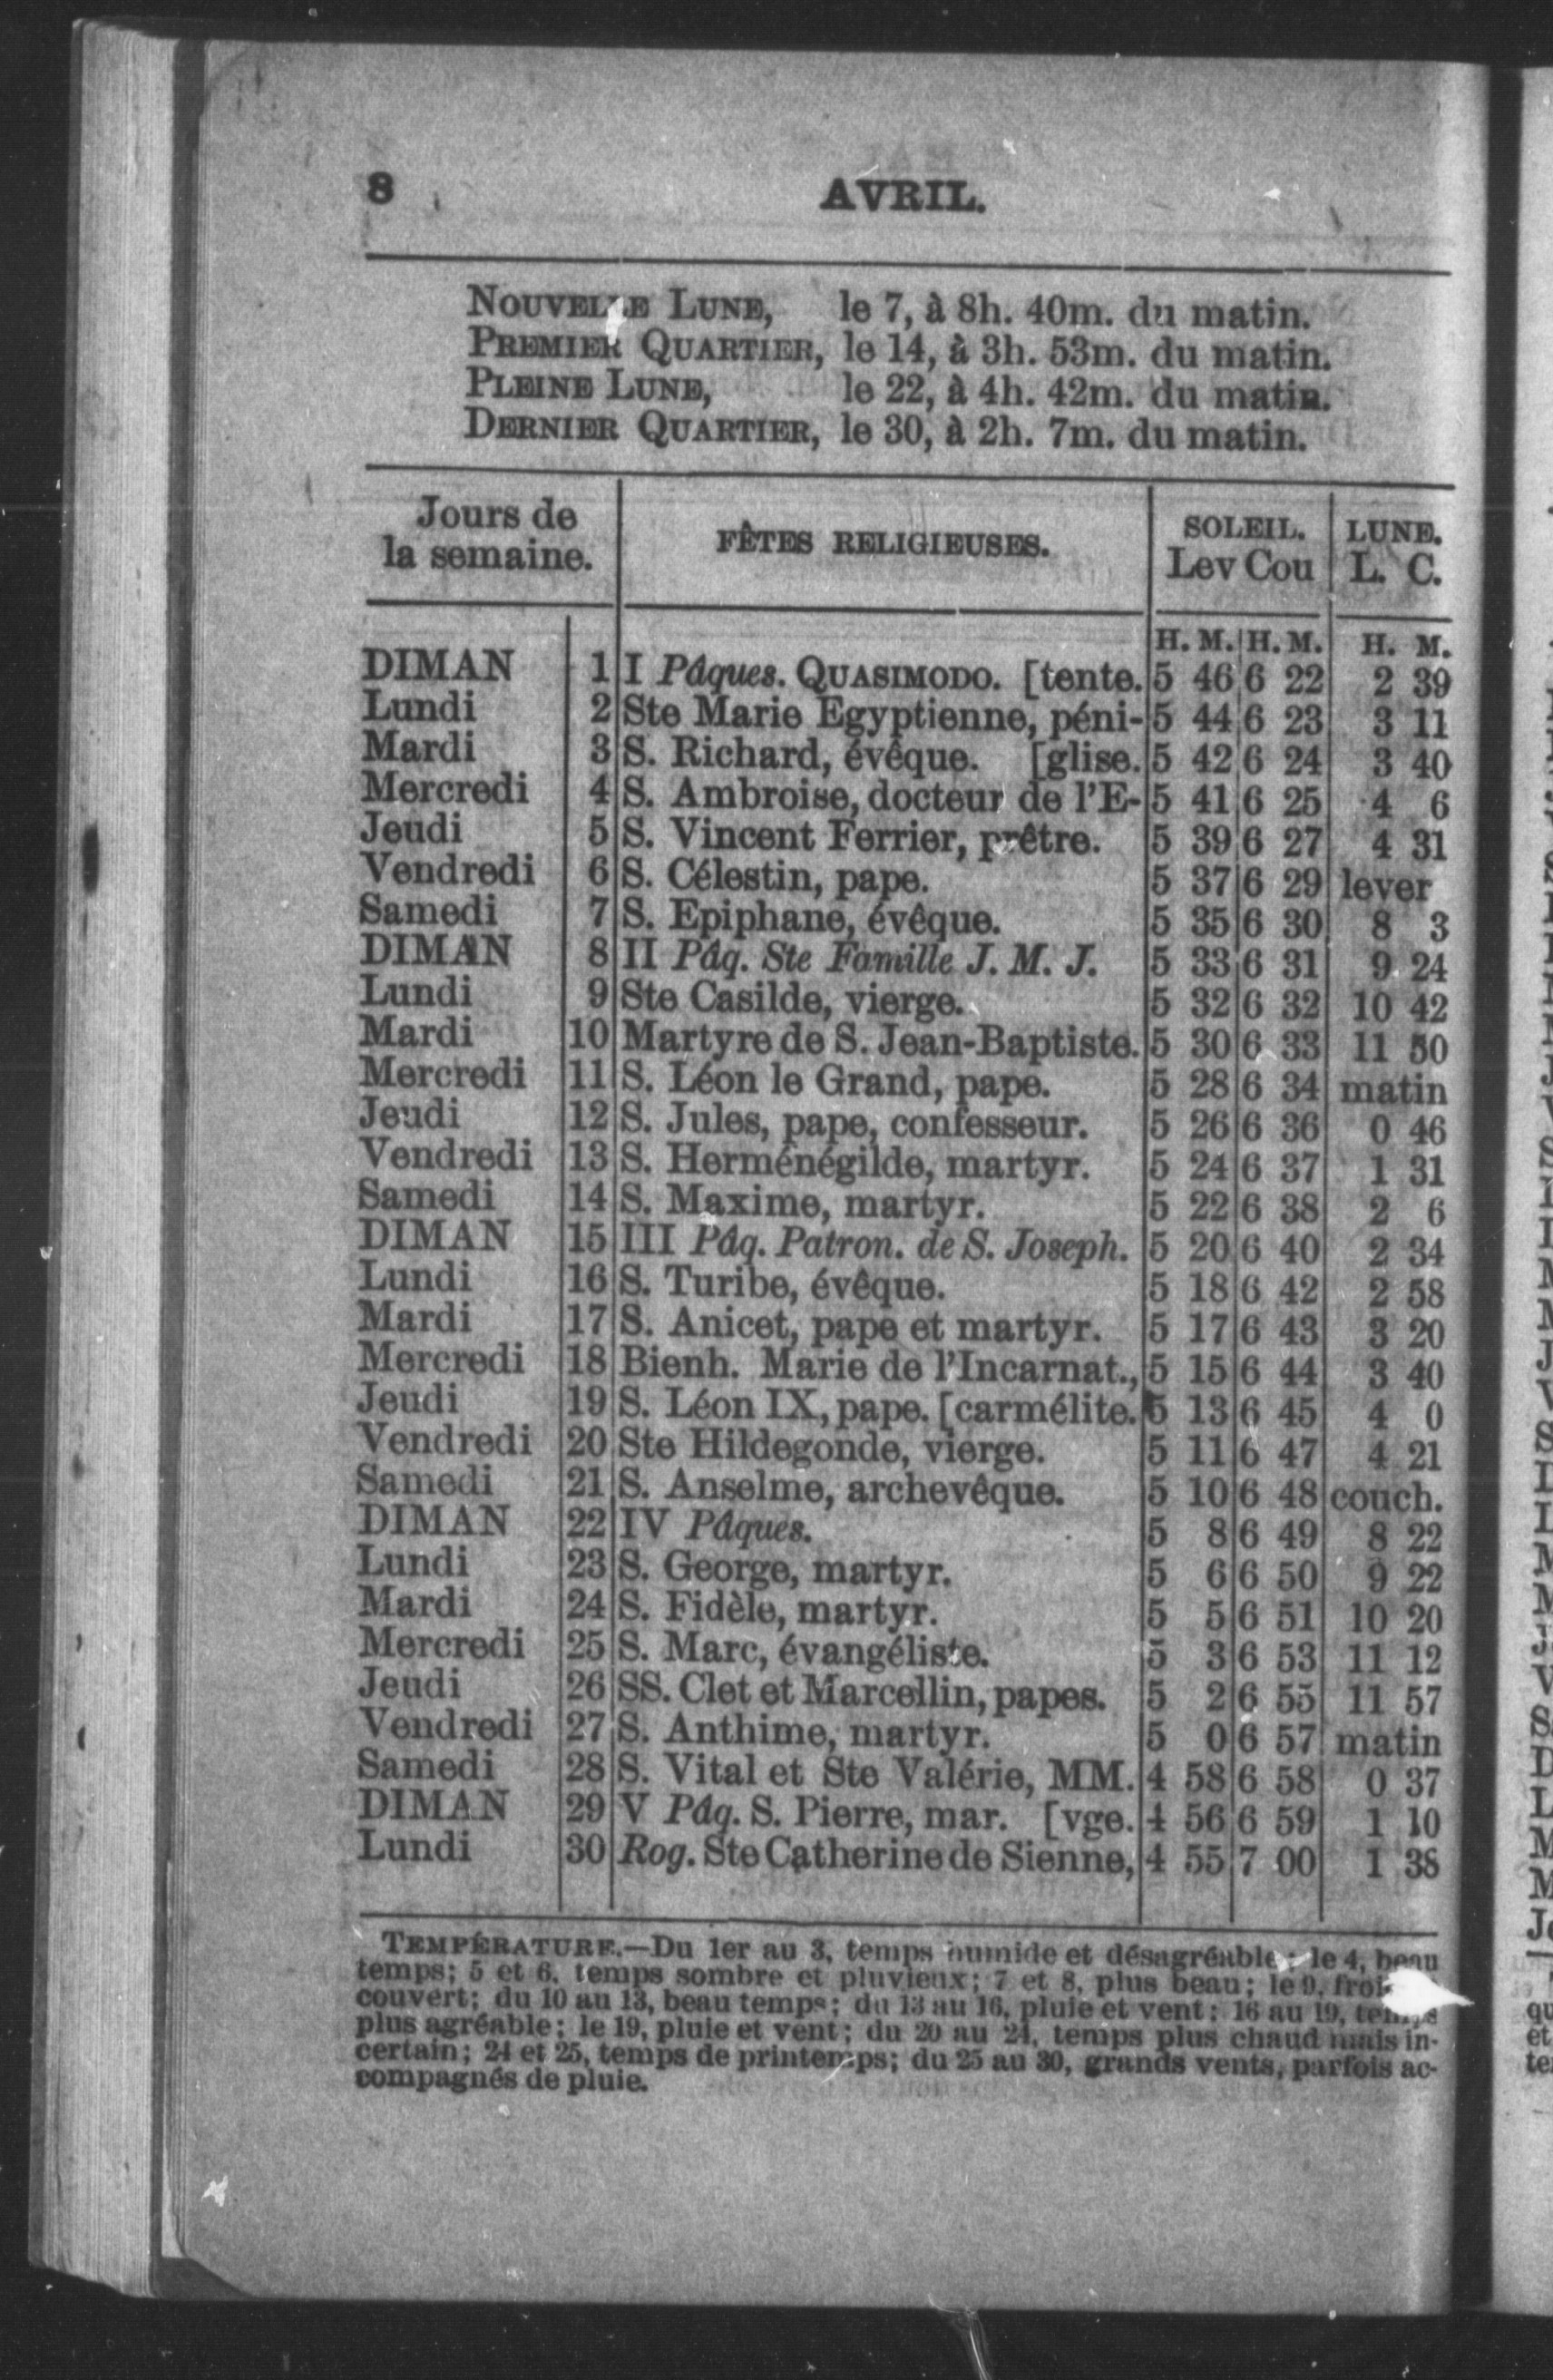 8 AVRIL.
NOUVELLE LUNE, le 7, à 8h. 40m. du matin.
PREMIER QUARTIER, le 14, à 3h. 53m. du matin.
PLEINE LUNE, le 22, à 4h. 42m. du matin.
DERNIER QUARTIER, le 30, à 2h. 7m. du matin.
Jours de la semaine. FÊTES RELIGIEUSES. SOLEIL. Lev Cou LUNE. L. C.
H. M. H. M. H. M.
DIMAN 1 I Pâques. QUASIMODO. [tente. 5 46 6 22 2 39
Lundi 2 Ste Marie Egyptienne, péni- 5 44 6 23 3 11
Mardi 3 S. Richard, évêque. [glise. 5 42 6 24 3 40
Mercredi 4 S. Ambroise, docteur de l'E- 5 41 6 25 4 6
Jeudi 5 S. Vincent Ferrier, prêtre. 5 39 6 27 4 31
Vendredi 6 S. Célestin, pape. 5 37 6 29 lever
Samedi 7 S. Epiphane, évêque. 5 35 6 30 8 3
DIMAN 8 II Pâq. Ste Famille J. M. J. 5 33 6 31 9 24
Lundi 9 Ste Casilde, vierge. 5 32 6 32 10 42
Mardi 10 Martyre de S. Jean-Baptiste. 5 30 6 33 11 50
Mercredi 11 S. Léon le Grand, pape. 5 28 6 34 matin
Jeudi 12 S. Jules, pape, confesseur. 5 26 6 36 0 46
Vendredi 13 S. Herménégilde, martyr. 5 24 6 37 1 31
Samedi 14 S. Maxime, martyr. 5 22 6 38 2 6
DIMAN 15 III Pâq. Patron. de S. Joseph. 5 20 6 40 2 34
Lundi 16 S. Turibe, évêque. 5 18 6 42 2 58
Mardi 17 S. Anicet, pape et martyr. 5 17 6 43 3 20
Mercredi 18 Bienh. Marie de l'Incarnat., 5 15 6 44 3 40
Jeudi 19 S. Léon IX, pape. [carmélite. 5 13 6 45 4 0
Vendredi 20 Ste Hildegonde, vierge. 5 11 6 47 4 21
Samedi 21 S. Anselme, archevêque. 5 10 6 48 couch.
DIMAN 22 IV Pâques. 5 8 6 49 8 22
Lundi 23 S. George, martyr. 5 6 6 50 9 22
Mardi 24 S. Fidèle, martyr. 5 5 6 51 10 20
Mercredi 25 S. Marc, évangéliste. 5 3 6 53 11 12
Jeudi 26 SS. Clet et Marcellin, papes. 5 2 6 55 11 57
Vendredi 27 S. Anthime, martyr. 5 0 6 57 matin
Samedi 28 S. Vital et Ste Valérie, MM. 4 58 6 58 0 37
DIMAN 29 V Pâq. S. Pierre, mar. [vge. 4 56 6 59 1 10
Lundi 30 Rog. Ste Catherine de Sienne, 4 55 7 00 1 38
TEMPÉRATURE.—Du 1er au 3, temps humide et désagréable; le 4, beau
temps; 5 et 6, temps sombre et pluvieux; 7 et 8, plus beau; le 9,
couvert; du 10 au 13, beau temps; du 13 au 16, pluie et vent; 16 au 19, temps
plus agréable; le 19, pluie et vent; du 20 au 24, temps plus chaud mais in-
certain; 24 et 25, temps de printemps; du 25 au 30, grands vents, parfois ac-
compagnés de pluie.